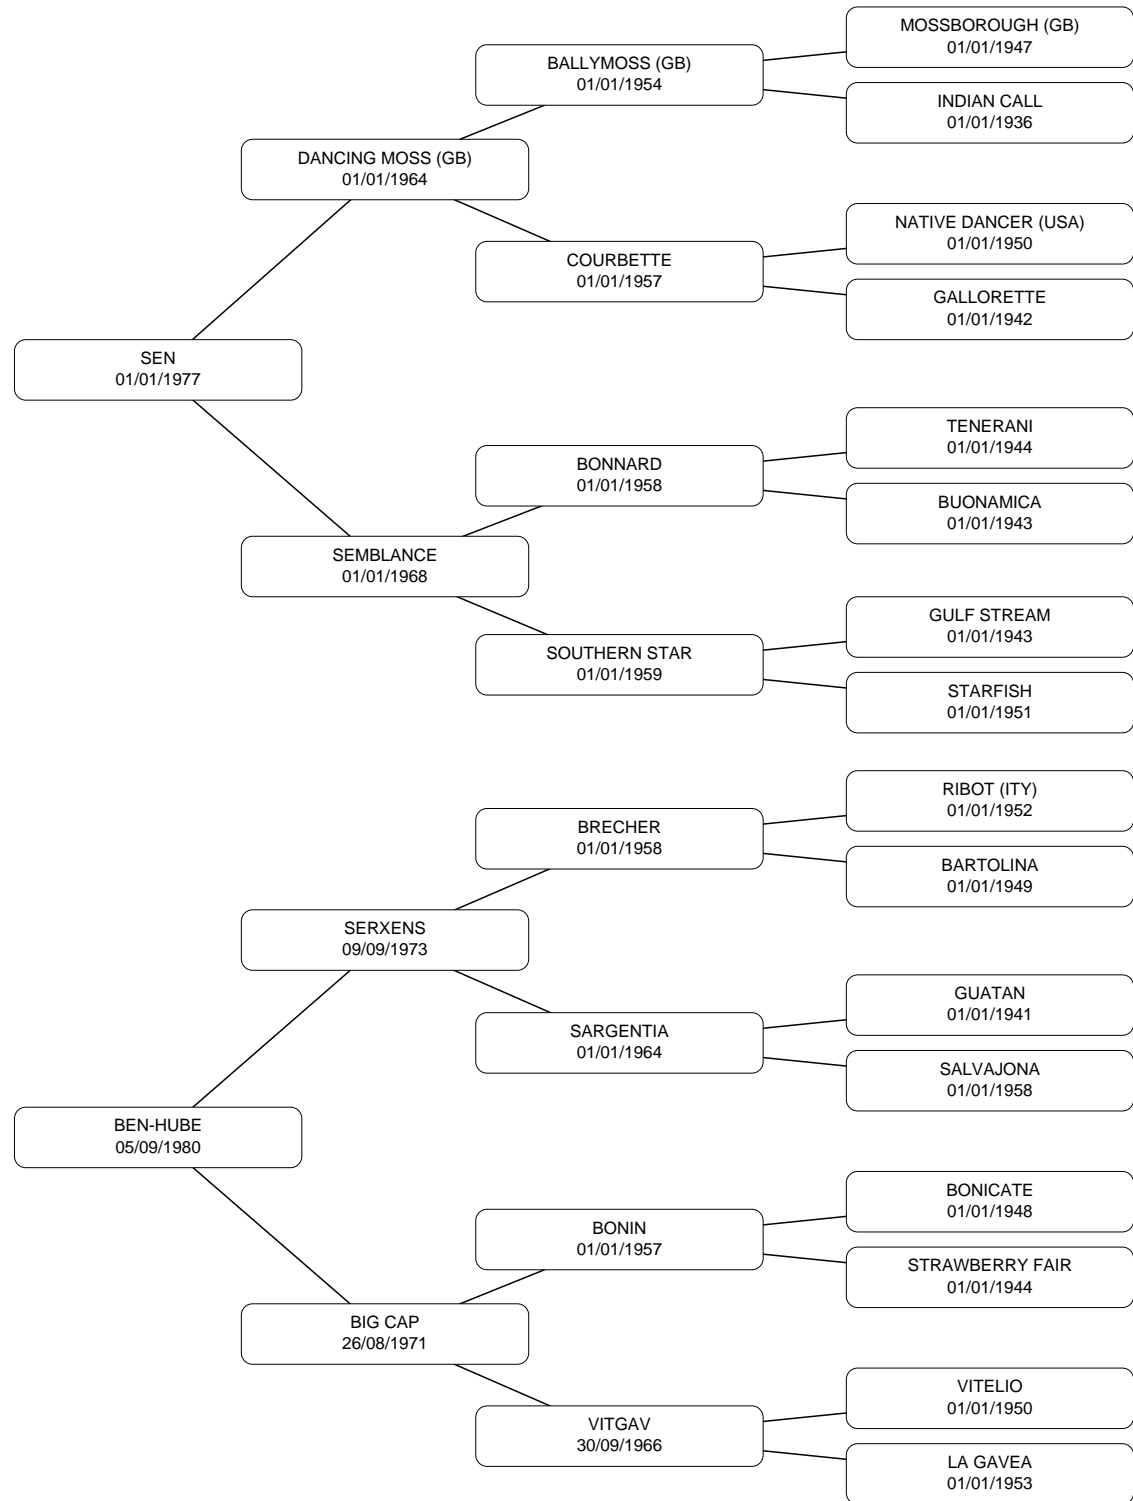 MOSSBOROUGH (GB)
01/01/1947
BALLYMOSS (GB)
01/01/1954
INDIAN CALL
01/01/1936
DANCING MOSS (GB)
01/01/1964
NATIVE DANCER (USA)
01/01/1950
COURBETTE
01/01/1957
GALLORETTE
01/01/1942
SEN
01/01/1977
TENERANI
01/01/1944
BONNARD
01/01/1958
BUONAMICA
01/01/1943
SEMBLANCE
01/01/1968
GULF STREAM
01/01/1943
SOUTHERN STAR
01/01/1959
STARFISH
01/01/1951
RIBOT (ITY)
01/01/1952
BRECHER
01/01/1958
BARTOLINA
01/01/1949
SERXENS
09/09/1973
GUATAN
01/01/1941
SARGENTIA
01/01/1964
SALVAJONA
01/01/1958
BEN-HUBE
05/09/1980
BONICATE
01/01/1948
BONIN
01/01/1957
STRAWBERRY FAIR
01/01/1944
BIG CAP
26/08/1971
VITELIO
01/01/1950
VITGAV
30/09/1966
LA GAVEA
01/01/1953